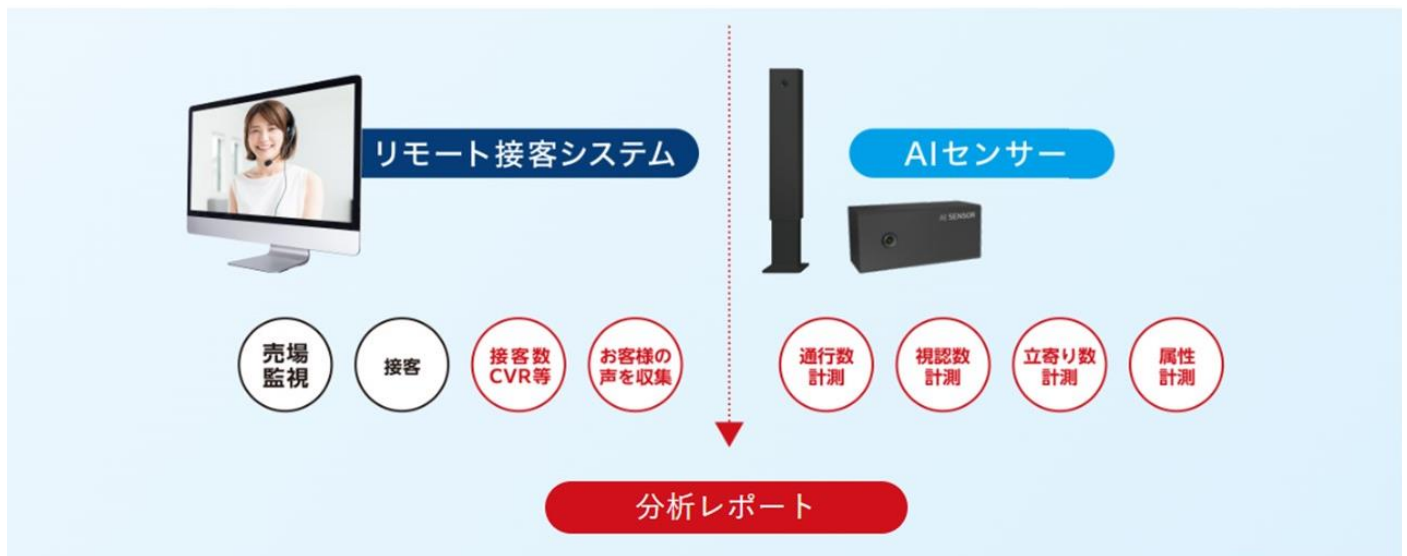 リモート接客システム
AIセンサー
AI SENSOR
売場
監視
接客
接客数
CVR等
お客様の
声を収集
通行数
計測
視認数
計測
立寄り数
計測
属性
計測
分析レポート